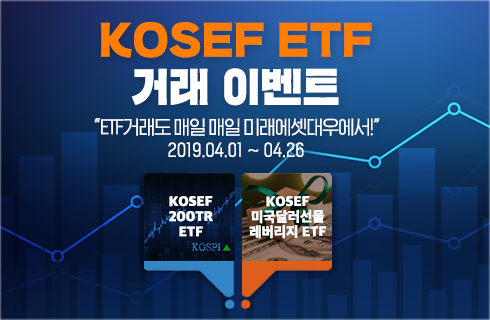 KOSEF ETF
거래 이벤트
“ETF거래도 매일 매일 미래에셋대우에서!”
2019.04.01 ~ 04.26
KOSEF
200TR
ETF
KOSPI▲
KOSEF
미국달러선물
레버리지 ETF